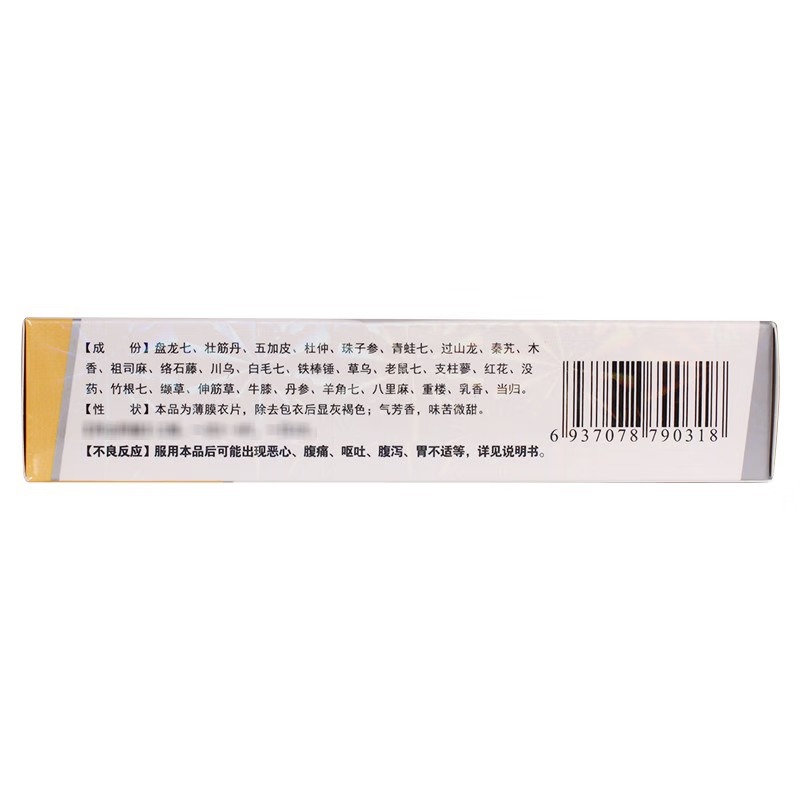 【成　份】盘龙七、壮筋丹、五加皮、杜仲、珠子参、青蛙七、过山龙、秦艽、木
香、祖司麻、络石藤、川乌、白毛七、铁棒锤、草乌、老鼠七、支柱蓼、红花、没
药、竹根七、缬草、伸筋草、牛膝、丹参、羊角七、八里麻、重楼、乳香、当归。
【性　状】本品为薄膜衣片，除去包衣后显灰褐色；气芳香，味苦微甜。
【不良反应】服用本品后可能出现恶心、腹痛、呕吐、腹泻、胃不适等，详见说明书。
6 937078 790318